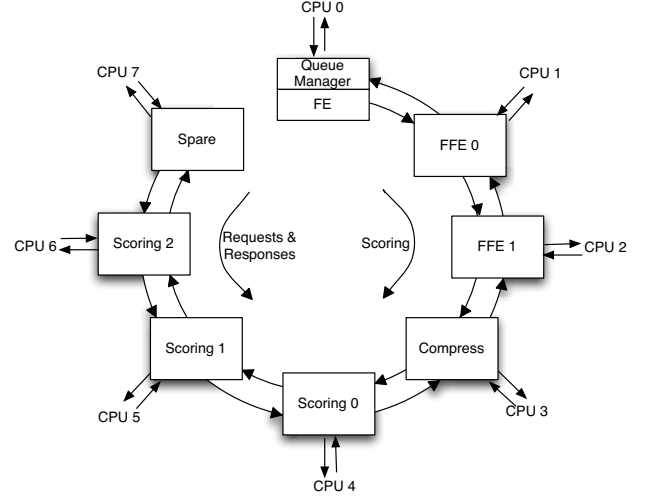 CPU 0
Queue
Manager
FE
CPU 7
CPU 1
Spare
FFE 0
CPU 6
Scoring 2
Requests &
Responses
Scoring
FFE 1
CPU 2
Scoring 1
Compress
CPU 5
Scoring 0
CPU 3
CPU 4